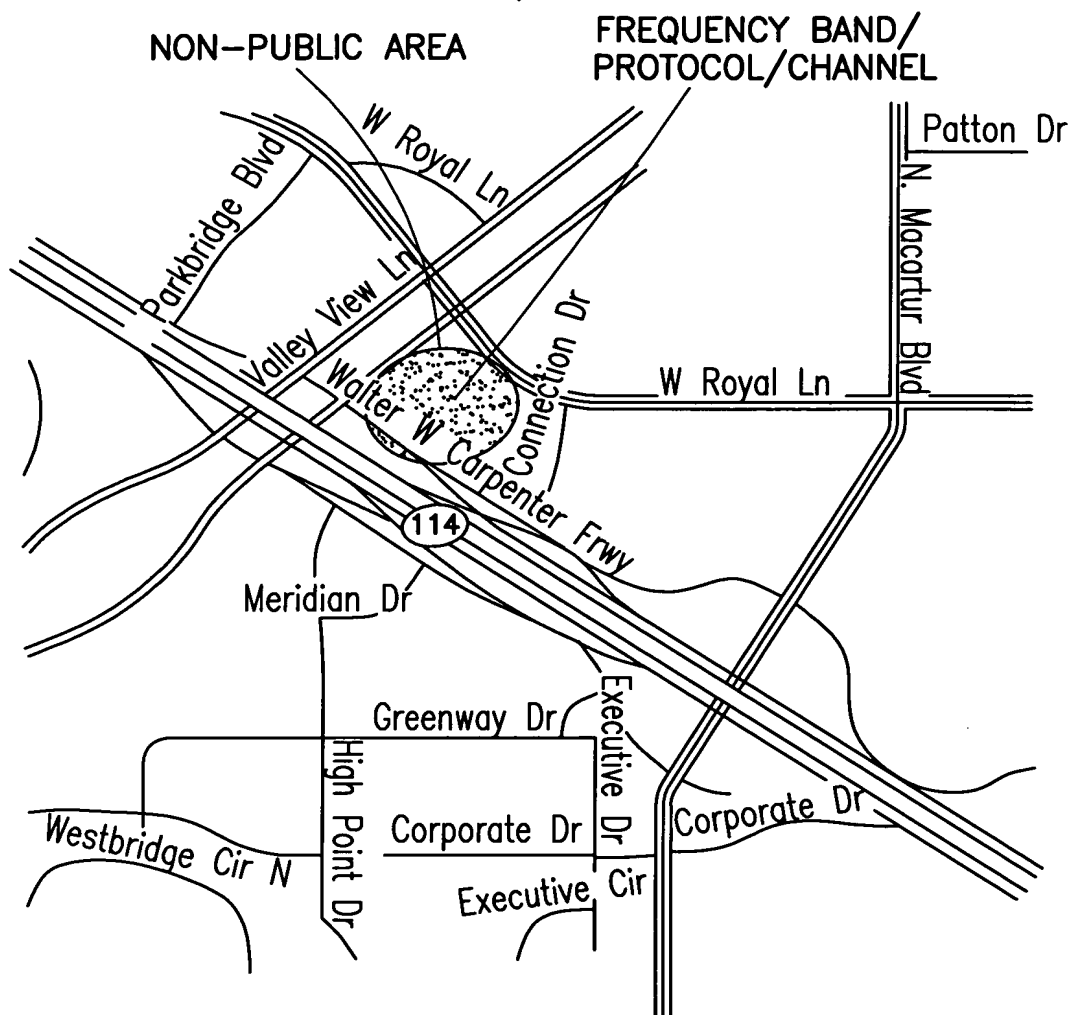 NON-PUBLIC AREA
FREQUENCY BAND/
PROTOCOL/CHANNEL
W Royal Ln
Patton Dr
Parkbridge Blvd
N. Macartur Blvd
Valley View Ln
Connection Dr
W Royal Ln
Walter W Carpenter Frwy
114
Meridian Dr
Greenway Dr
Executive Dr
High Point Dr
Corporate Dr
Corporate Dr
Westbridge Cir N
Executive Cir